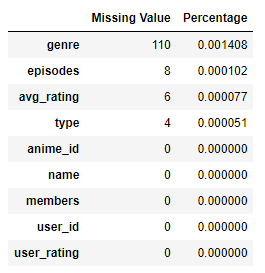 Missing Value Percentage
genre 110 0.001408
episodes 8 0.000102
avg_rating 6 0.000077
type 4 0.000051
anime_id 0 0.000000
name 0 0.000000
members 0 0.000000
user_id 0 0.000000
user_rating 0 0.000000